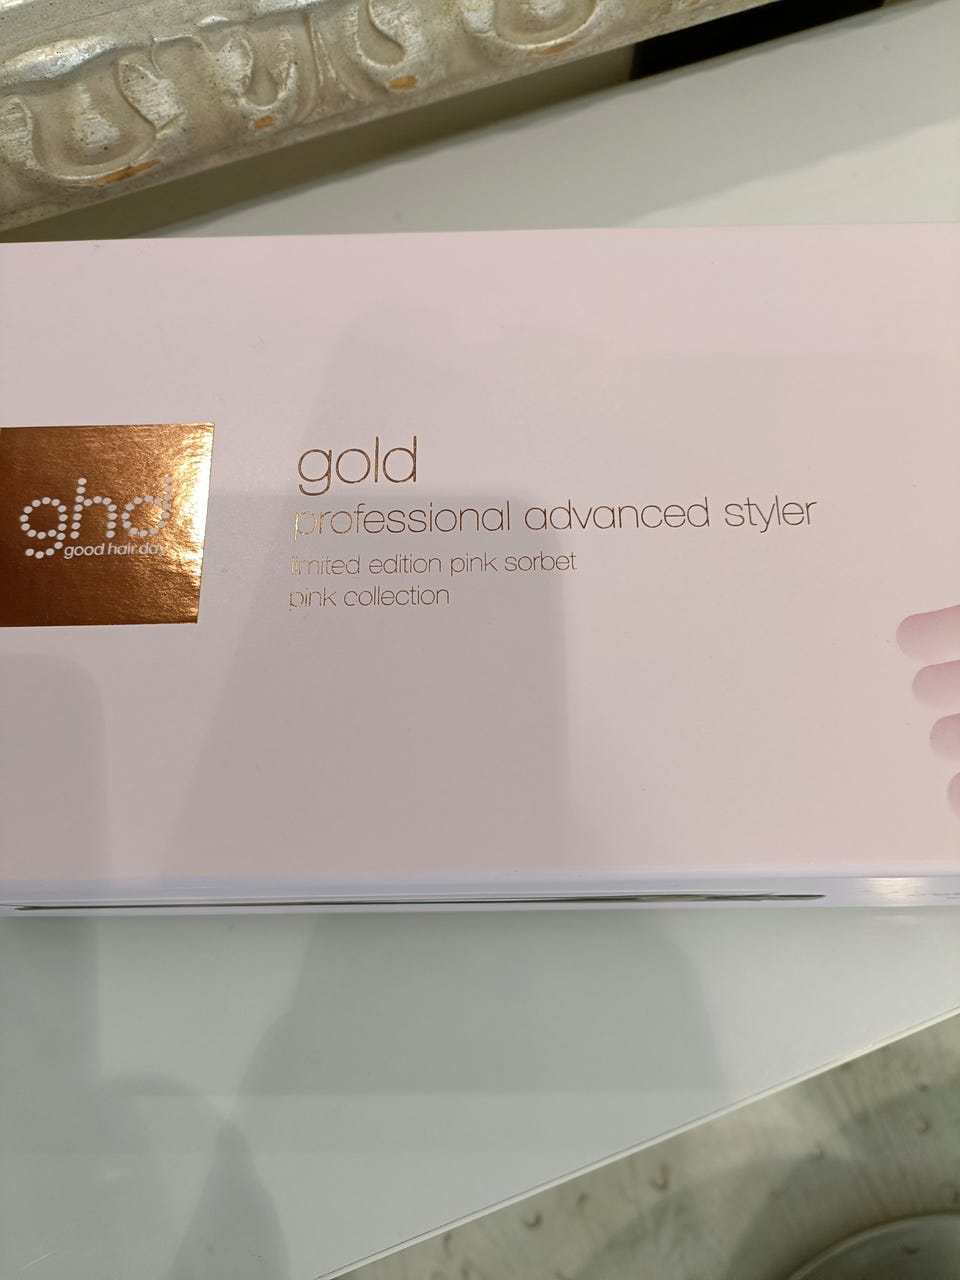 ghd
good hair day
gold
professional advanced styler
limited edition pink sorbet
pink collection